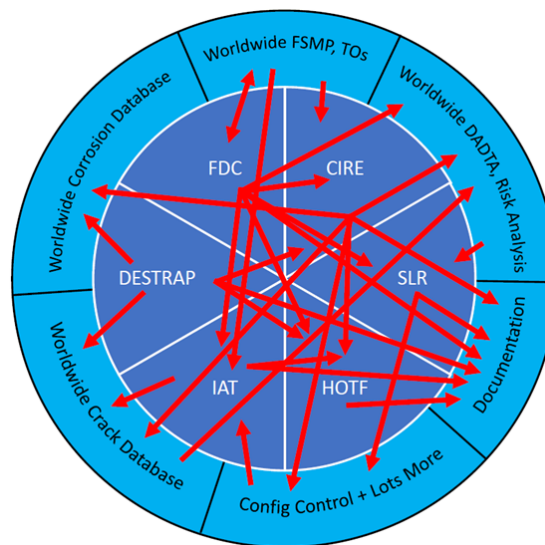 Worldwide FSMP, TOs
Worldwide Corrosion Database
Worldwide DADTA, Risk Analysis
FDC
CIRE
DESTRAP
SLR
IAT
HOTF
Documentation
Worldwide Crack Database
Config Control + Lots More